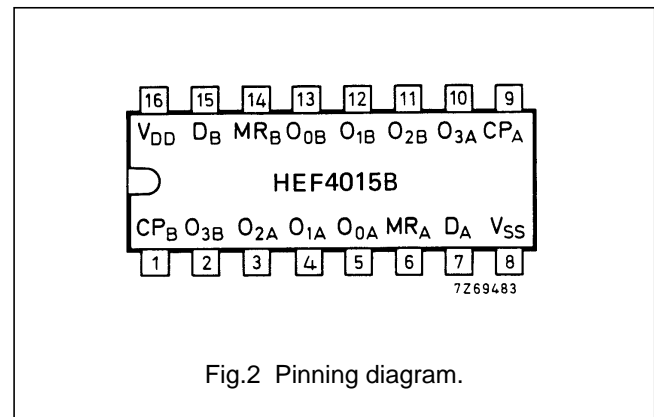 16 15 14 13 12 11 10 9
VDD DB MRB O0B O1B O2B O3A CPA
HEF4015B
CPB O3B O2A O1A O0A MRA DA VSS
1 2 3 4 5 6 7 8
7Z69483
Fig.2 Pinning diagram.